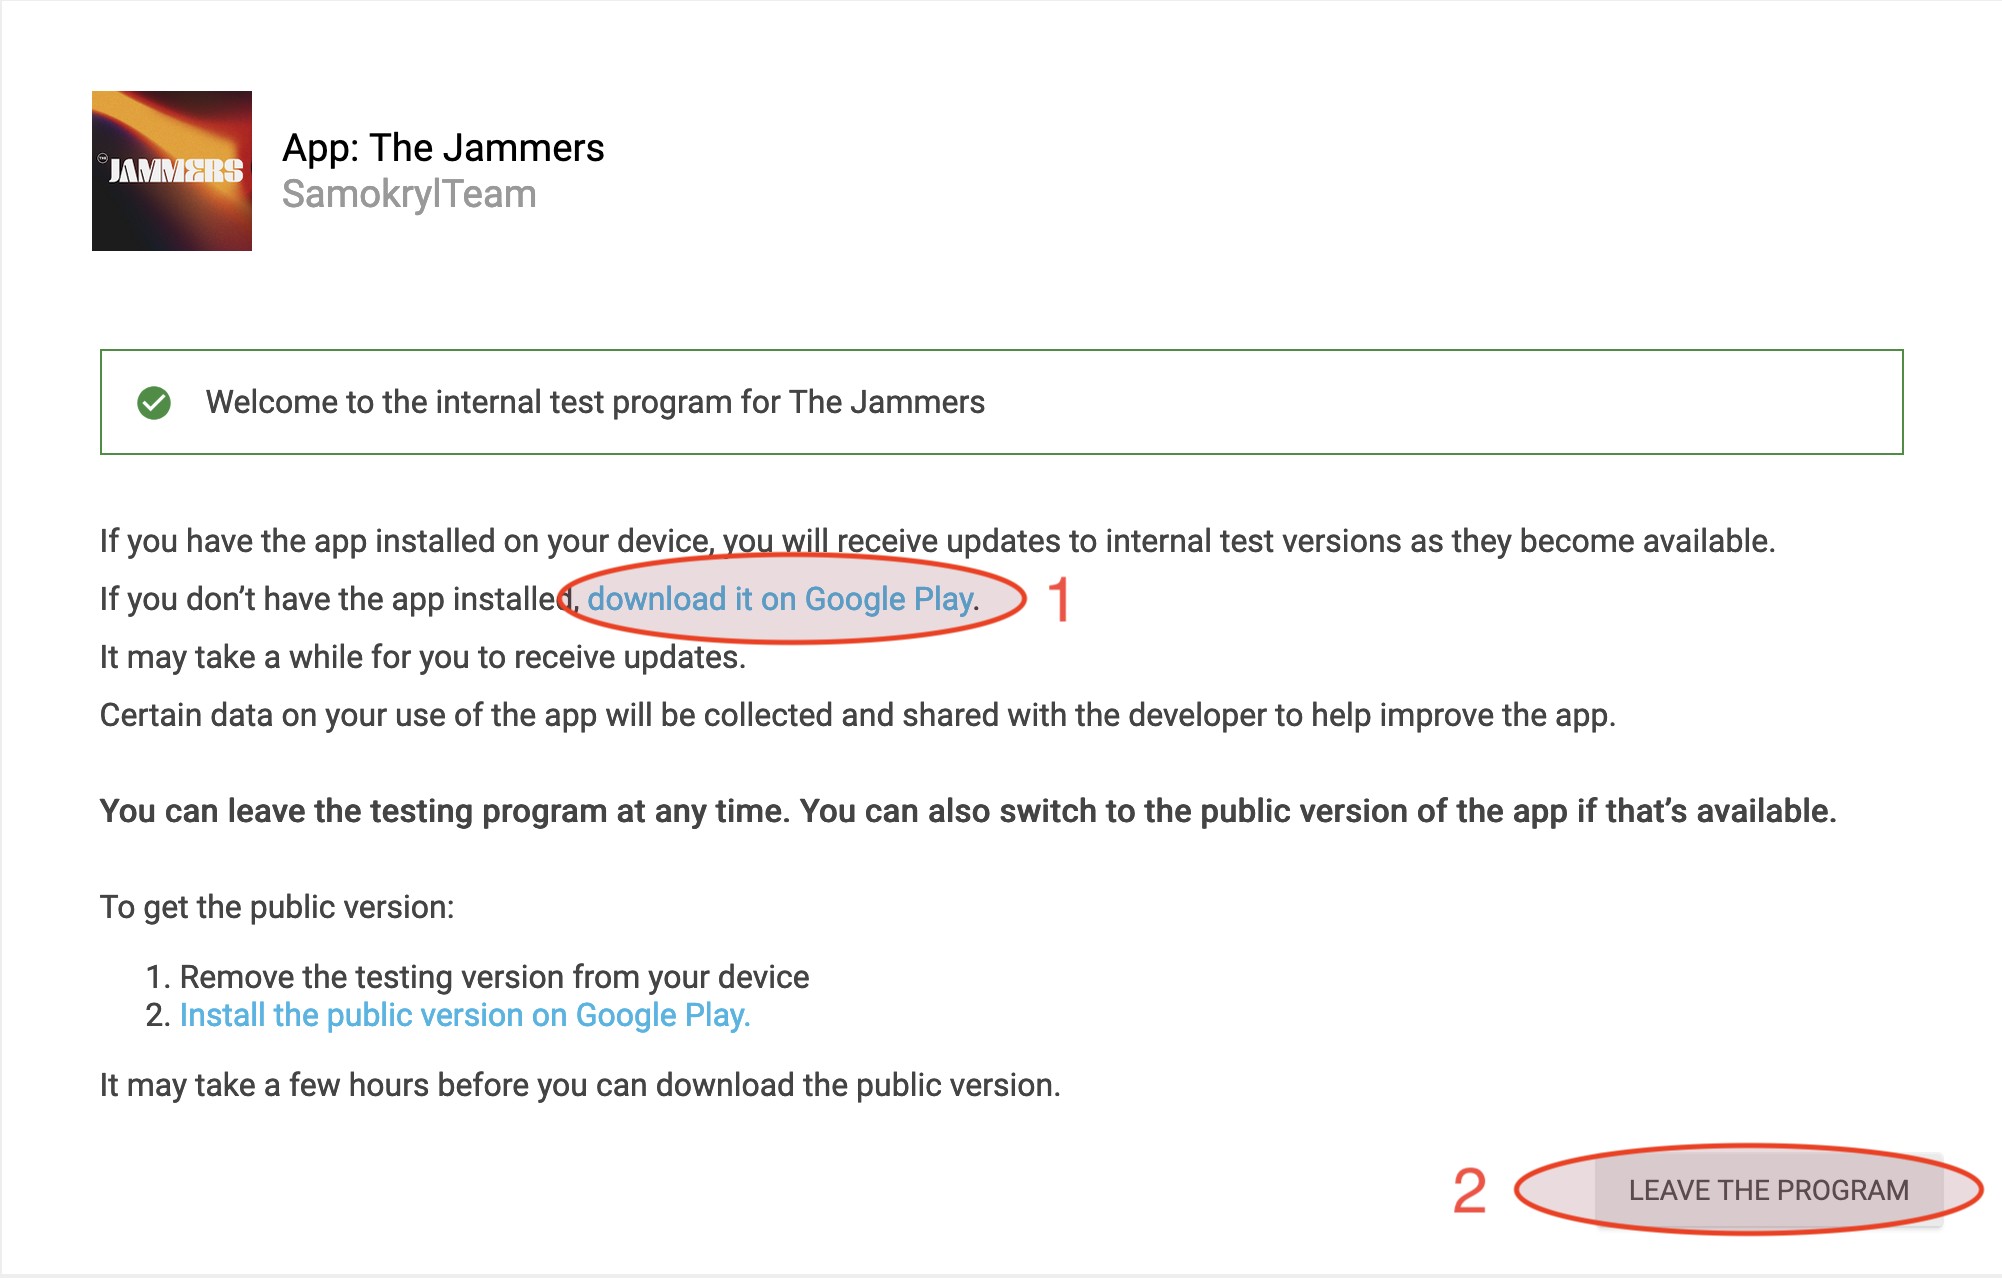 THE JAMMERS
App: The Jammers
SamokrylTeam
Welcome to the internal test program for The Jammers
If you have the app installed on your device, you will receive updates to internal test versions as they become available.
If you don’t have the app installed, download it on Google Play. 1
It may take a while for you to receive updates.
Certain data on your use of the app will be collected and shared with the developer to help improve the app.
You can leave the testing program at any time. You can also switch to the public version of the app if that’s available.
To get the public version:
1. Remove the testing version from your device
2. Install the public version on Google Play.
It may take a few hours before you can download the public version.
2 LEAVE THE PROGRAM